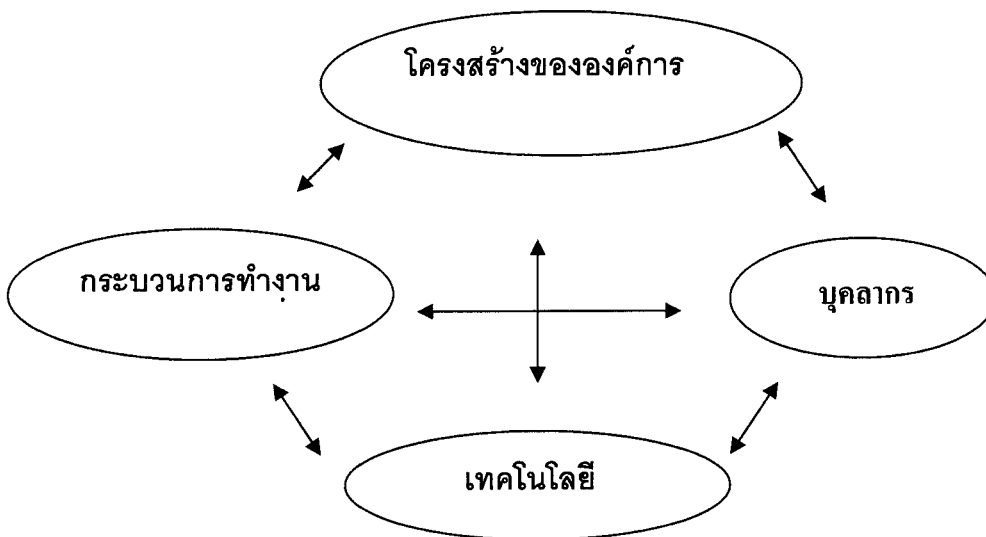 โครงสร้างขององค์การ
กระบวนการทำงาน
บุคลากร
เทคโนโลยี